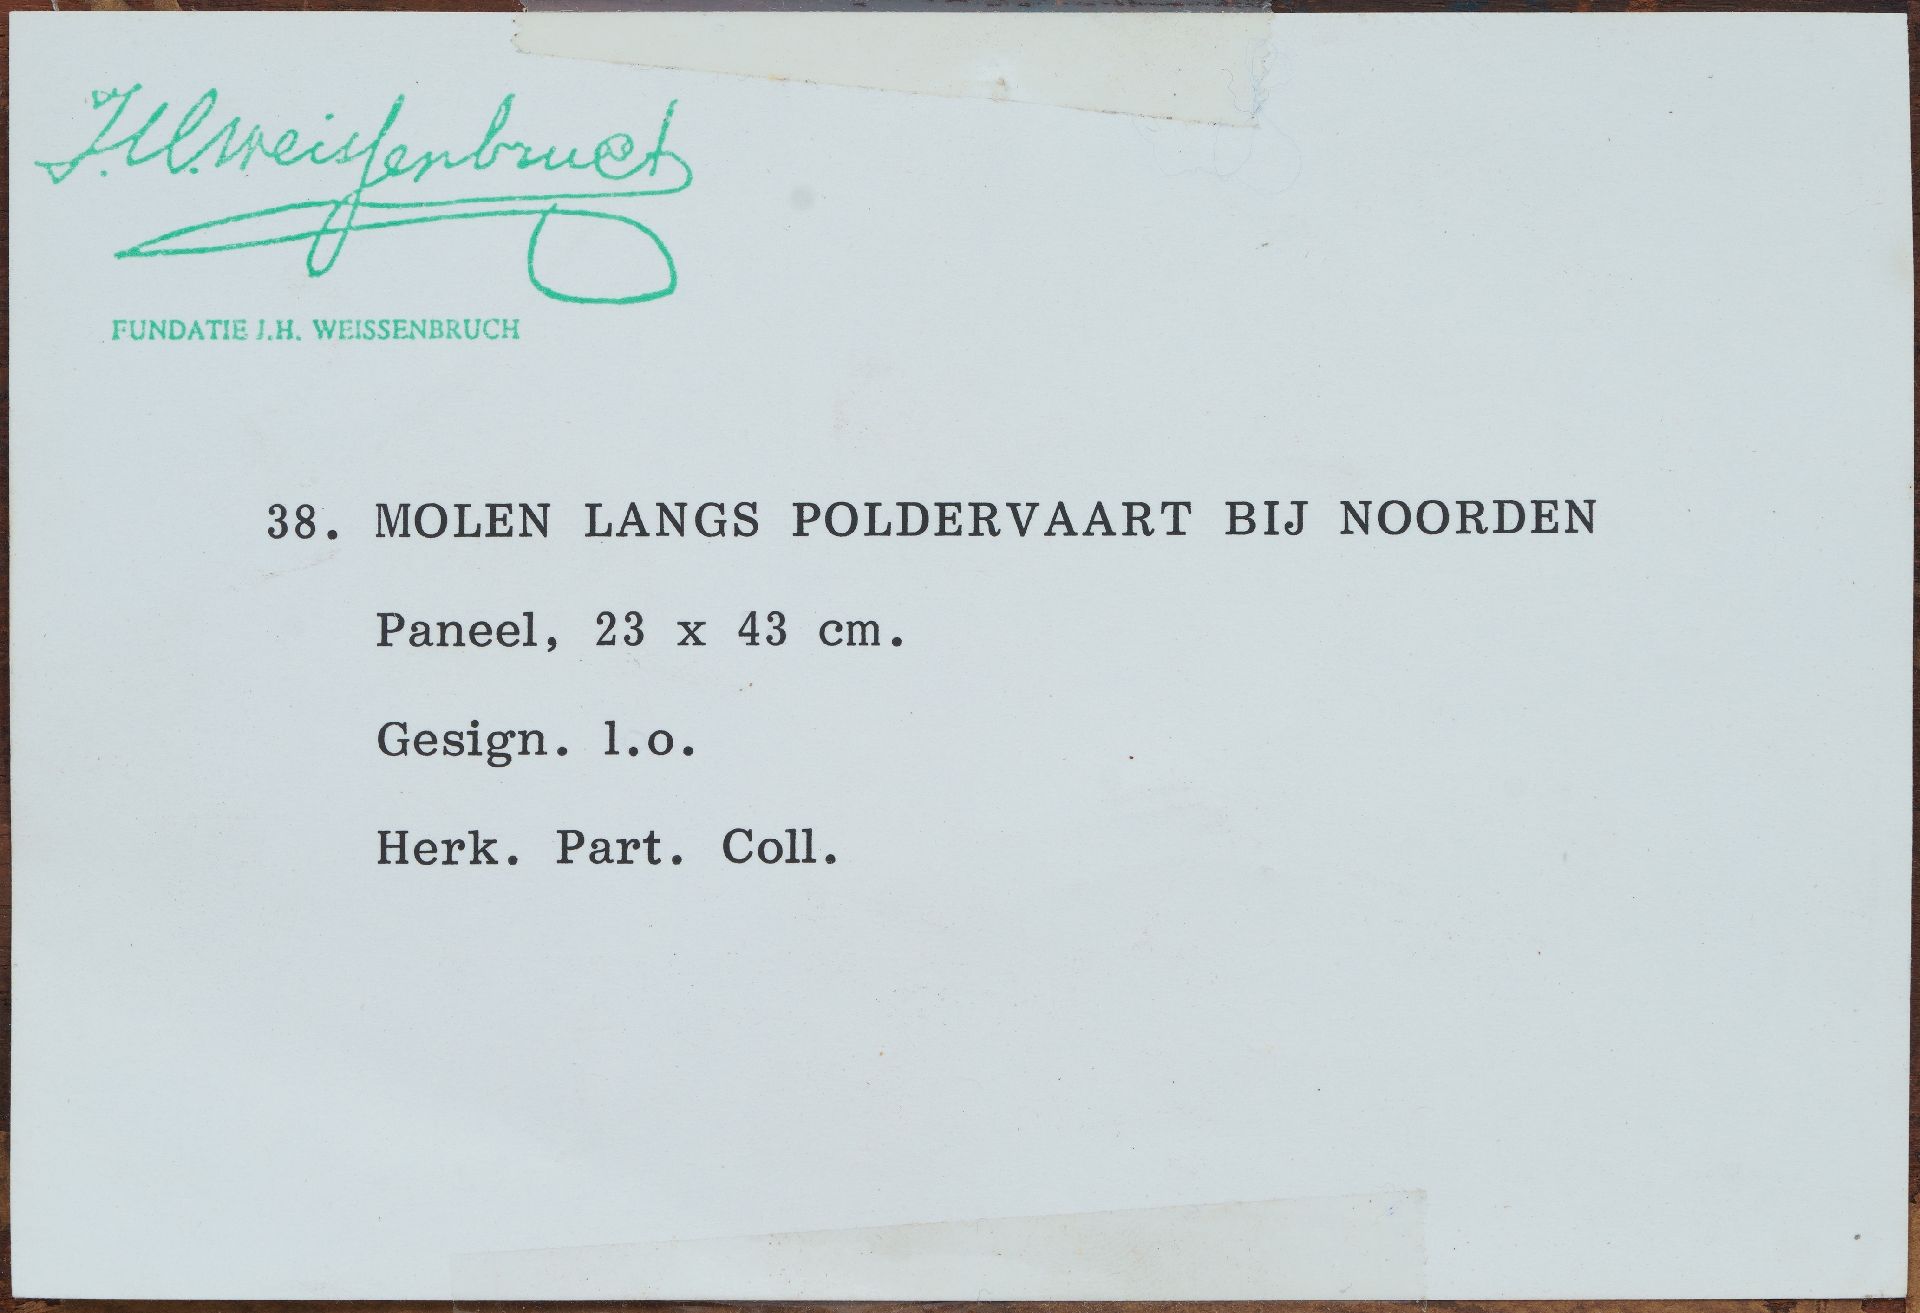 J.H. Weissenbruch
FUNDATIE J.H. WEISSENBRUCH
38. MOLEN LANGS POLDERVAART BIJ NOORDEN
Paneel, 23 x 43 cm.
Gesign. l.o.
Herk. Part. Coll.